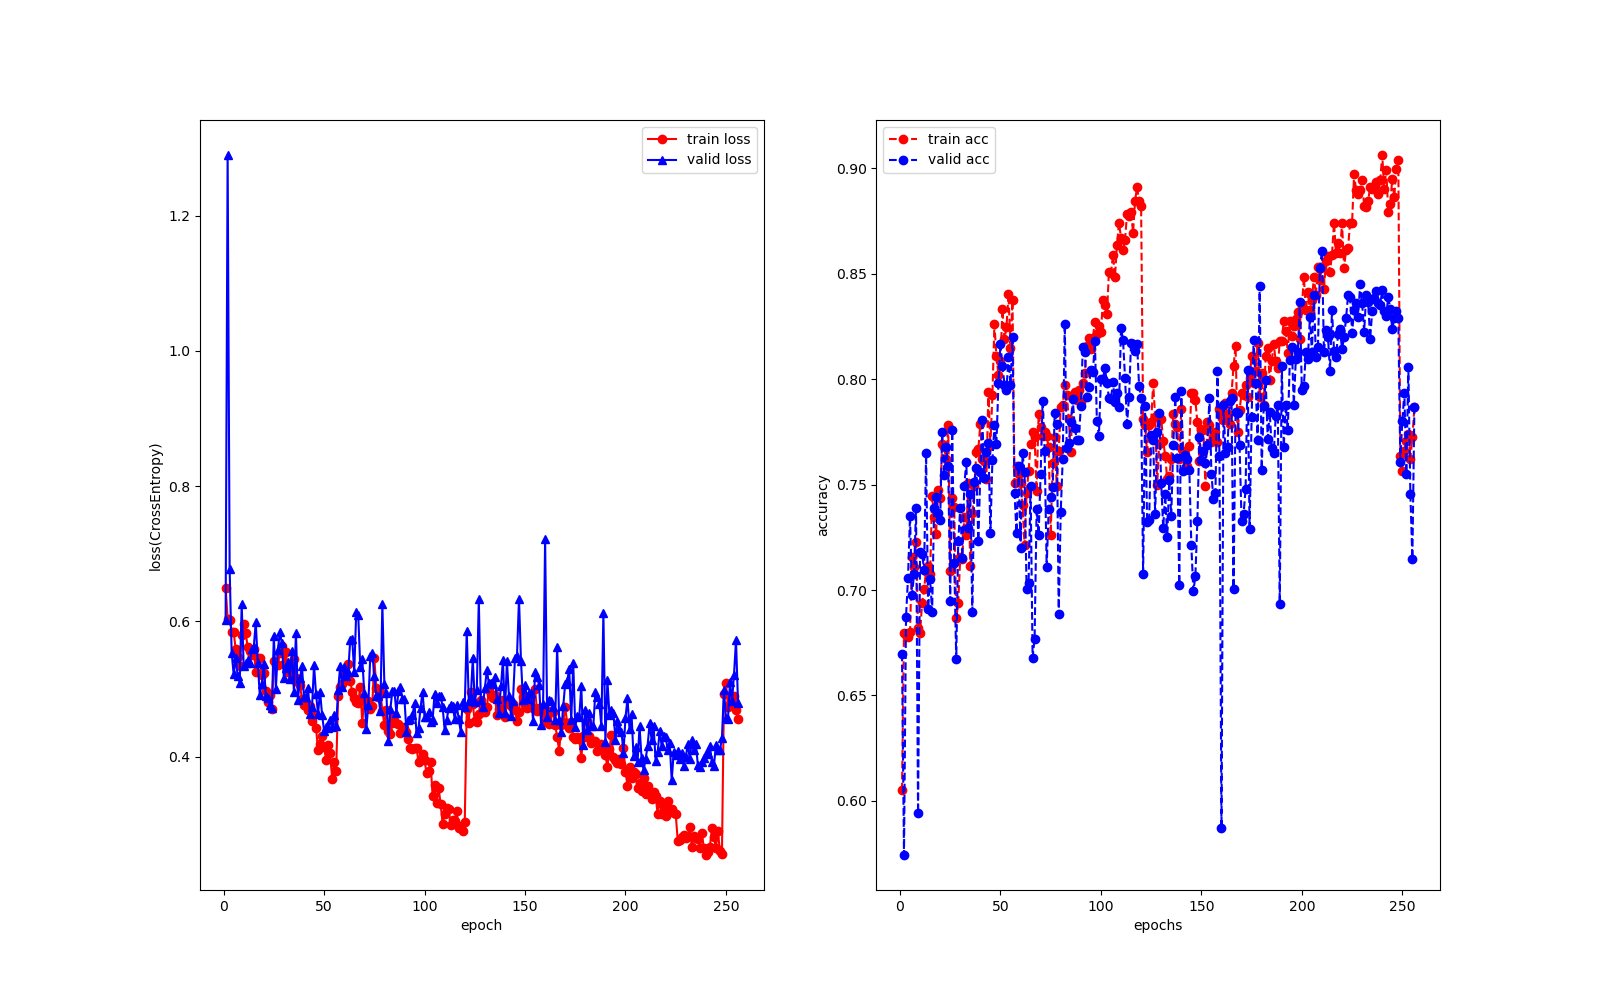 train loss
valid loss
1.2
1.0
0.8
0.6
0.4
loss(CrossEntropy)
0 50 100 150 200 250
epoch
train acc
valid acc
0.90
0.85
0.80
0.75
0.70
0.65
0.60
accuracy
0 50 100 150 200 250
epochs